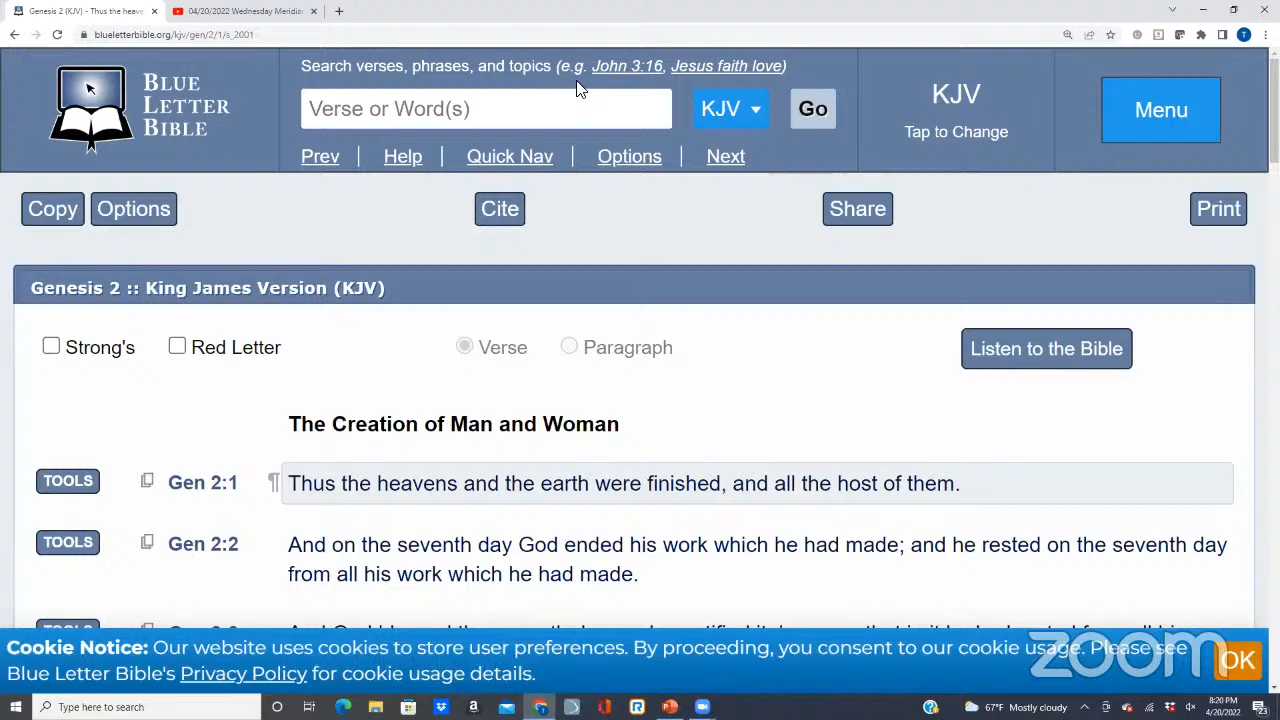 Genesis 2 (KJV) - Thus the heave
04/20/2022 Wednesday Meridia
blueletterbible.org/kjv/gen/2/1/s_2001
T
BLUE
LETTER
BIBLE
Search verses, phrases, and topics (e.g. John 3:16, Jesus faith love)
Verse or Word(s)
KJV
Go
Prev
Help
Quick Nav
Options
Next
KJV
Tap to Change
Menu
Copy
Options
Cite
Share
Print
Genesis 2 :: King James Version (KJV)
Strong's
Red Letter
Verse
Paragraph
Listen to the Bible
The Creation of Man and Woman
TOOLS
Gen 2:1
¶
Thus the heavens and the earth were finished, and all the host of them.
TOOLS
Gen 2:2
And on the seventh day God ended his work which he had made; and he rested on the seventh day
from all his work which he had made.
Cookie Notice: Our website uses cookies to store user preferences. By proceeding, you consent to our cookie usage. Please see
Blue Letter Bible's Privacy Policy for cookie usage details.
OK
zoom
Type here to search
67°F Mostly cloudy
8:20 PM
4/20/2022
23